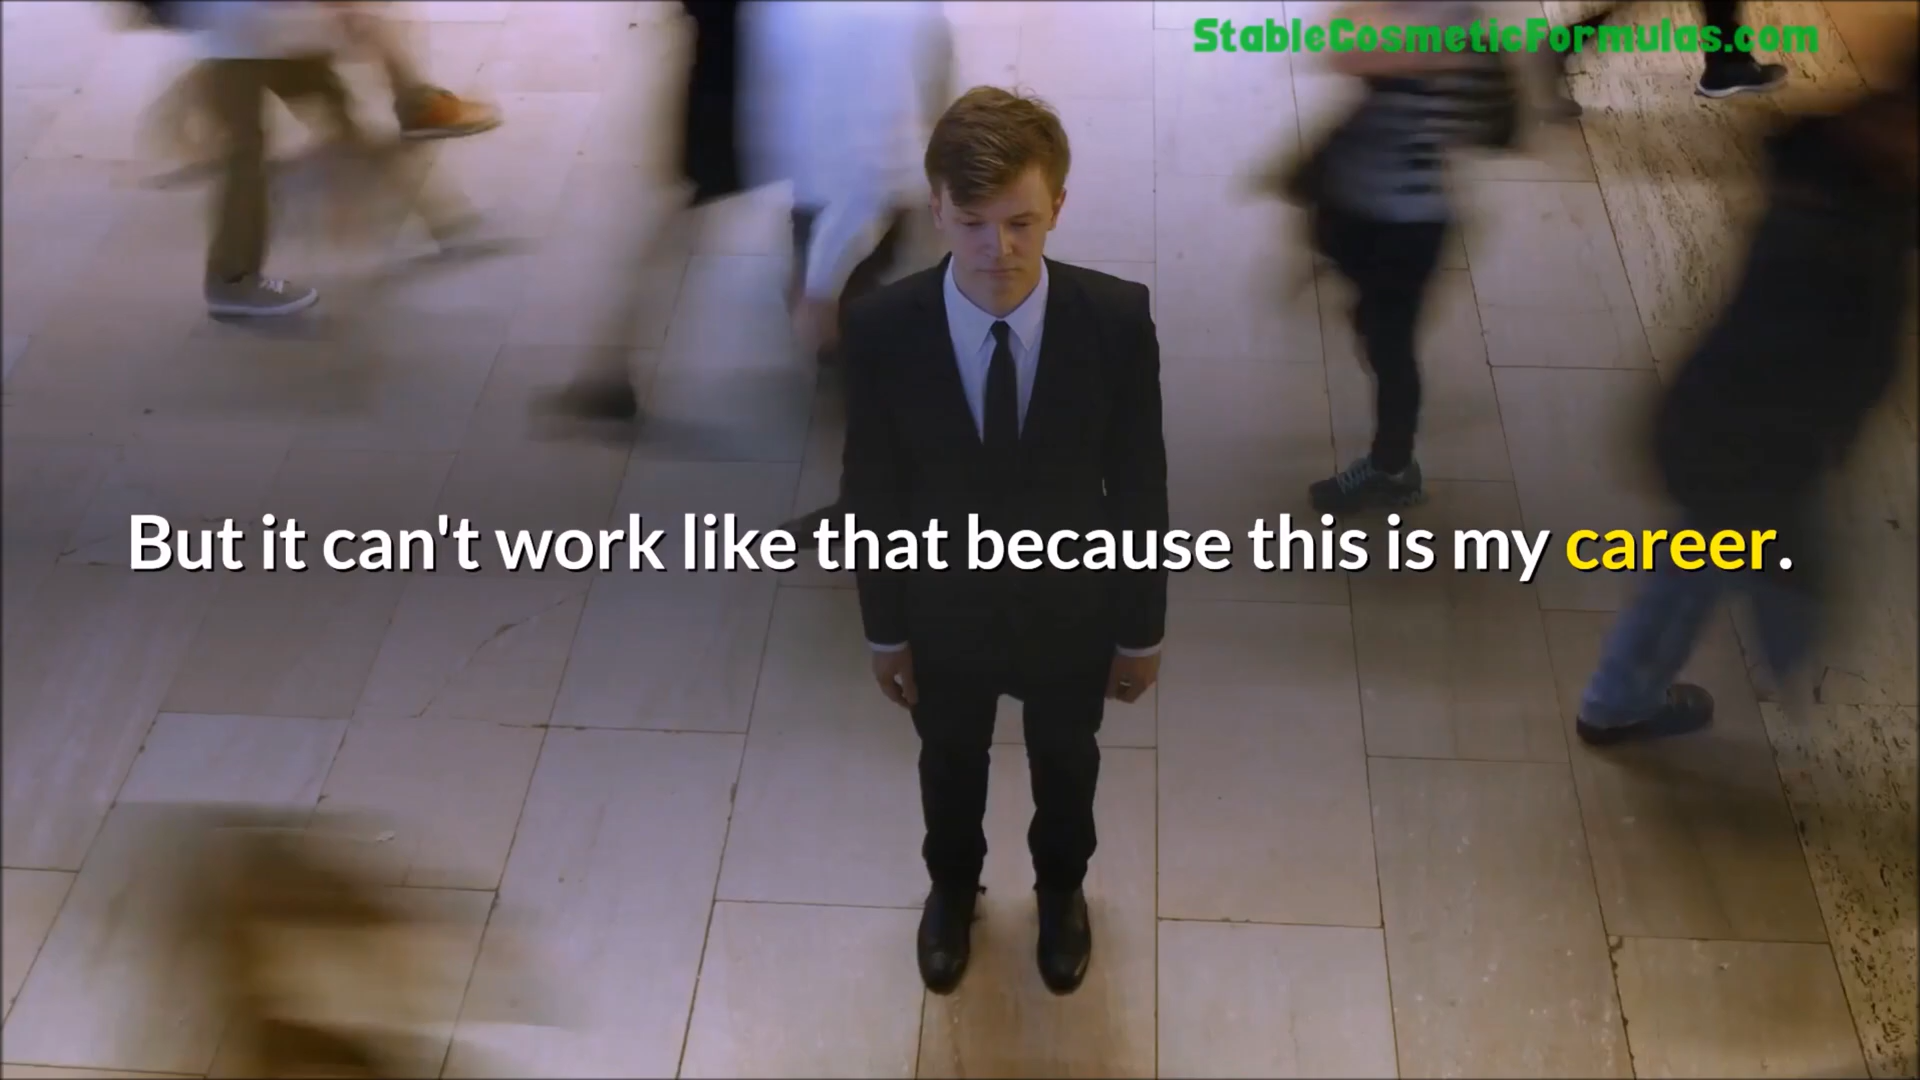 StableCosmeticFormulas.com
But it can't work like that because this is my career.